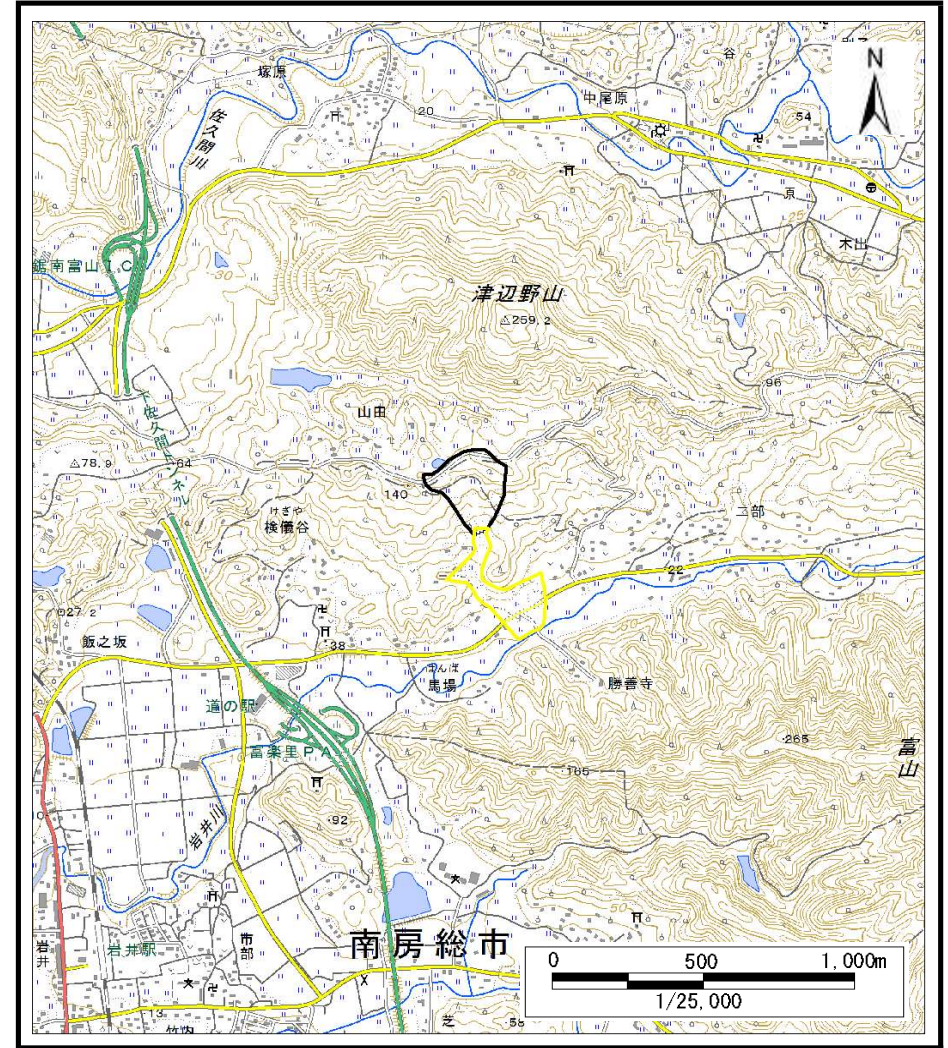 塚原
谷
N
佐久間川
20
中尾原
54
原
25
木出
鋸南富山IC
30
津辺野山
259.2
96
山田
下佐久間トンネル
78.9
64
140
けぎや
検儀谷
二部
22
27.2
飯之坂
38
ばんば
馬場
勝善寺
道の駅
富楽里PA
265
富山
165
92
岩井川
南房総市
市部
岩井
岩井駅
13
竹内
芝
58
0 500 1,000m
1/25,000